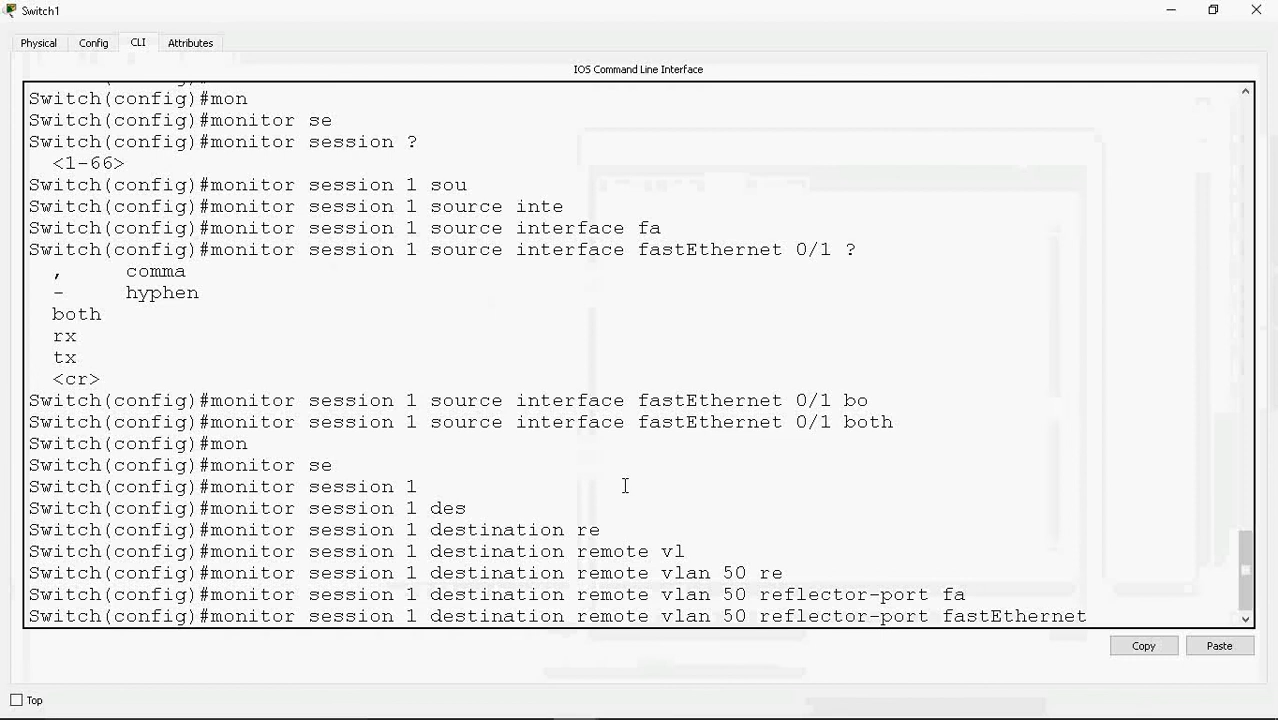 Switch1
Physical Config CLI Attributes
IOS Command Line Interface
Switch(config)#mon
Switch(config)#monitor se
Switch(config)#monitor session ?
<1-66>
Switch(config)#monitor session 1 sou
Switch(config)#monitor session 1 source inte
Switch(config)#monitor session 1 source interface fa
Switch(config)#monitor session 1 source interface fastEthernet 0/1 ?
, comma
- hyphen
both
rx
tx
<cr>
Switch(config)#monitor session 1 source interface fastEthernet 0/1 bo
Switch(config)#monitor session 1 source interface fastEthernet 0/1 both
Switch(config)#mon
Switch(config)#monitor se
Switch(config)#monitor session 1
Switch(config)#monitor session 1 des
Switch(config)#monitor session 1 destination re
Switch(config)#monitor session 1 destination remote vl
Switch(config)#monitor session 1 destination remote vlan 50 re
Switch(config)#monitor session 1 destination remote vlan 50 reflector-port fa
Switch(config)#monitor session 1 destination remote vlan 50 reflector-port fastEthernet
Copy Paste
Top